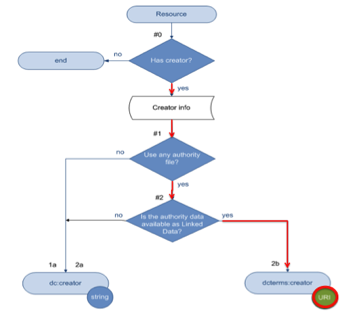 Resource
#0
no
end
Has creator?
yes
Creator info
#1
no
Use any authority
file?
yes
#2
no
Is the authority data
available as Linked
Data?
yes
1a 2a
2b
dc:creator
string
dcterms:creator
URI